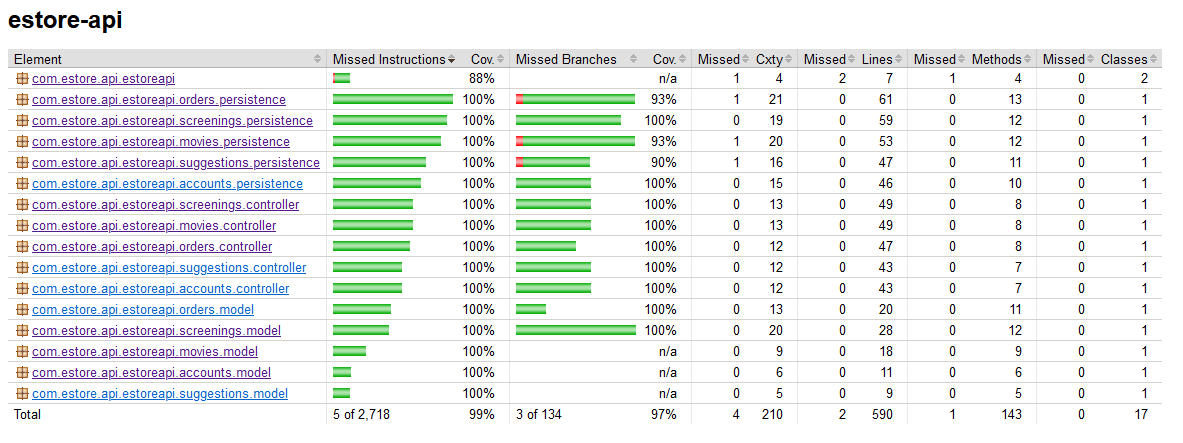 estore-api
Element Missed Instructions Cov. Missed Branches Cov. Missed Cxty Missed Lines Missed Methods Missed Classes
com.estore.api.estoreapi 88% n/a 1 4 2 7 1 4 0 2
com.estore.api.estoreapi.orders.persistence 100% 93% 1 21 0 61 0 13 0 1
com.estore.api.estoreapi.screenings.persistence 100% 100% 0 19 0 59 0 12 0 1
com.estore.api.estoreapi.movies.persistence 100% 93% 1 20 0 53 0 12 0 1
com.estore.api.estoreapi.suggestions.persistence 100% 90% 1 16 0 47 0 11 0 1
com.estore.api.estoreapi.accounts.persistence 100% 100% 0 15 0 46 0 10 0 1
com.estore.api.estoreapi.screenings.controller 100% 100% 0 13 0 49 0 8 0 1
com.estore.api.estoreapi.movies.controller 100% 100% 0 13 0 49 0 8 0 1
com.estore.api.estoreapi.orders.controller 100% 100% 0 12 0 47 0 8 0 1
com.estore.api.estoreapi.suggestions.controller 100% 100% 0 12 0 43 0 7 0 1
com.estore.api.estoreapi.accounts.controller 100% 100% 0 12 0 43 0 7 0 1
com.estore.api.estoreapi.orders.model 100% 100% 0 13 0 20 0 11 0 1
com.estore.api.estoreapi.screenings.model 100% 100% 0 20 0 28 0 12 0 1
com.estore.api.estoreapi.movies.model 100% n/a 0 9 0 18 0 9 0 1
com.estore.api.estoreapi.accounts.model 100% n/a 0 6 0 11 0 6 0 1
com.estore.api.estoreapi.suggestions.model 100% n/a 0 5 0 9 0 5 0 1
Total 5 of 2,718 99% 3 of 134 97% 4 210 2 590 1 143 0 17